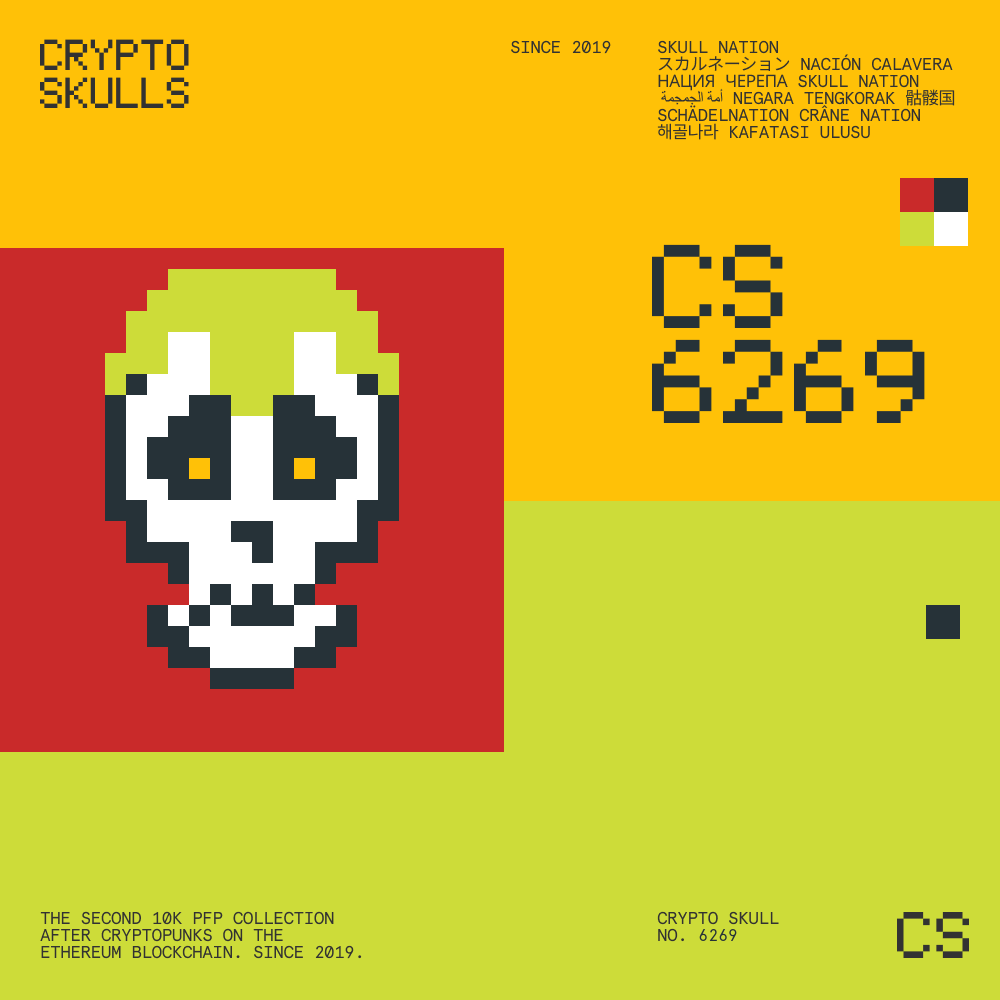 CRYPTO
SKULLS
SINCE 2019
SKULL NATION
スカルネーション NACIÓN CALAVERA
НАЦИЯ ЧЕРЕПА SKULL NATION
أمة الجمجمة NEGARA TENGKORAK 骷髅国
SCHÄDELNATION CRÂNE NATION
해골나라 KAFATASI ULUSU
CS
6269
THE SECOND 10K PFP COLLECTION
AFTER CRYPTOPUNKS ON THE
ETHEREUM BLOCKCHAIN. SINCE 2019.
CRYPTO SKULL
NO. 6269
CS